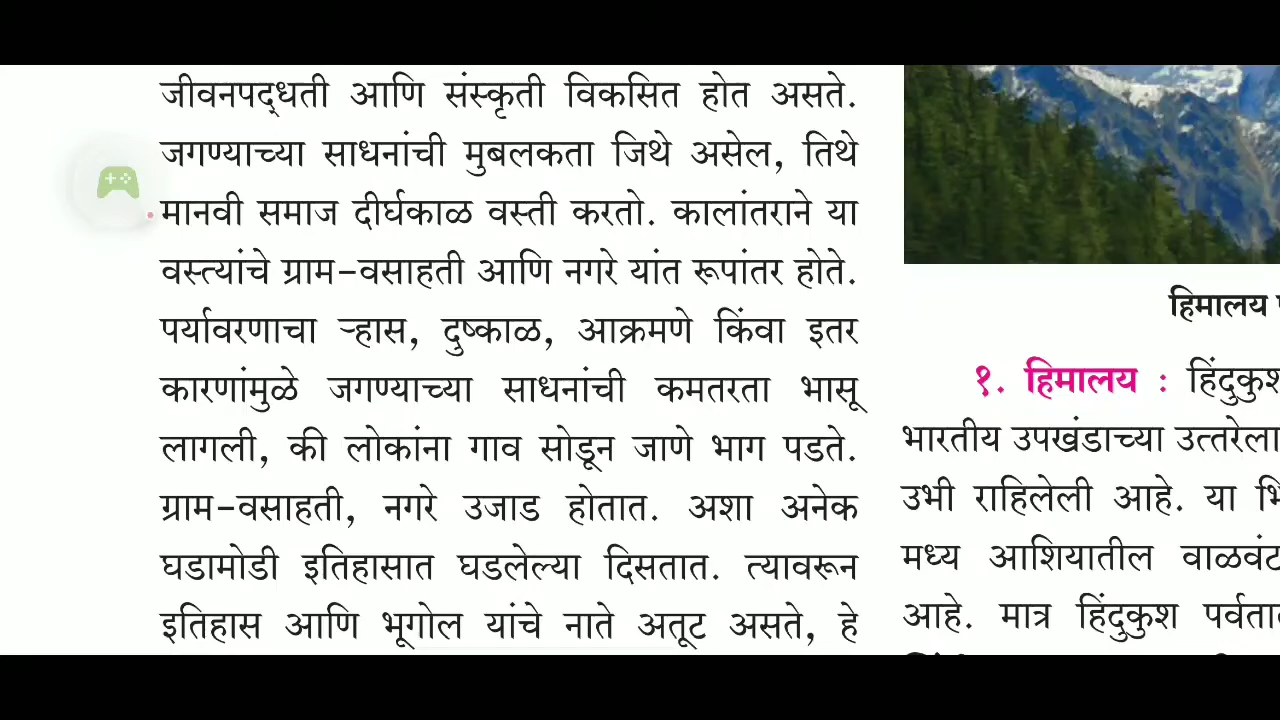 जीवनपद्धती आणि संस्कृती विकसित होत असते.
जगण्याच्या साधनांची मुबलकता जिथे असेल, तिथे
मानवी समाज दीर्घकाळ वस्ती करतो. कालांतराने या
वस्त्यांचे ग्राम-वसाहती आणि नगरे यांत रूपांतर होते.
पर्यावरणाचा ऱ्हास, दुष्काळ, आक्रमणे किंवा इतर
कारणांमुळे जगण्याच्या साधनांची कमतरता भासू
लागली, की लोकांना गाव सोडून जाणे भाग पडते.
ग्राम-वसाहती, नगरे उजाड होतात. अशा अनेक
घडामोडी इतिहासात घडलेल्या दिसतात. त्यावरून
इतिहास आणि भूगोल यांचे नाते अतूट असते, हे
हिमालय
१. हिमालय : हिंदुकुश
भारतीय उपखंडाच्या उत्तरेला
उभी राहिलेली आहे. या
मध्य आशियातील
आहे. मात्र हिंदुकुश